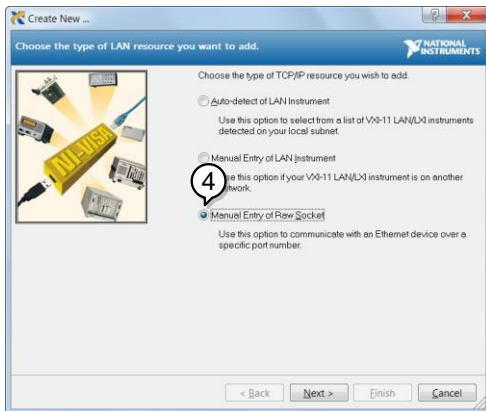 Create New ...
Choose the type of LAN resource you want to add.
NATIONAL
INSTRUMENTS
Choose the type of TCP/IP resource you wish to add.
Auto-detect of LAN Instrument
Use this option to select from a list of VXI-11 LAN/LXI instruments
detected on your local subnet.
Manual Entry of LAN Instrument
this option if your VXI-11 LAN/LXI instrument is on another
4
Manual Entry of Raw Socket
Use this option to communicate with an Ethernet device over a
specific port number.
NI-VISA
< Back
Next >
Finish
Cancel